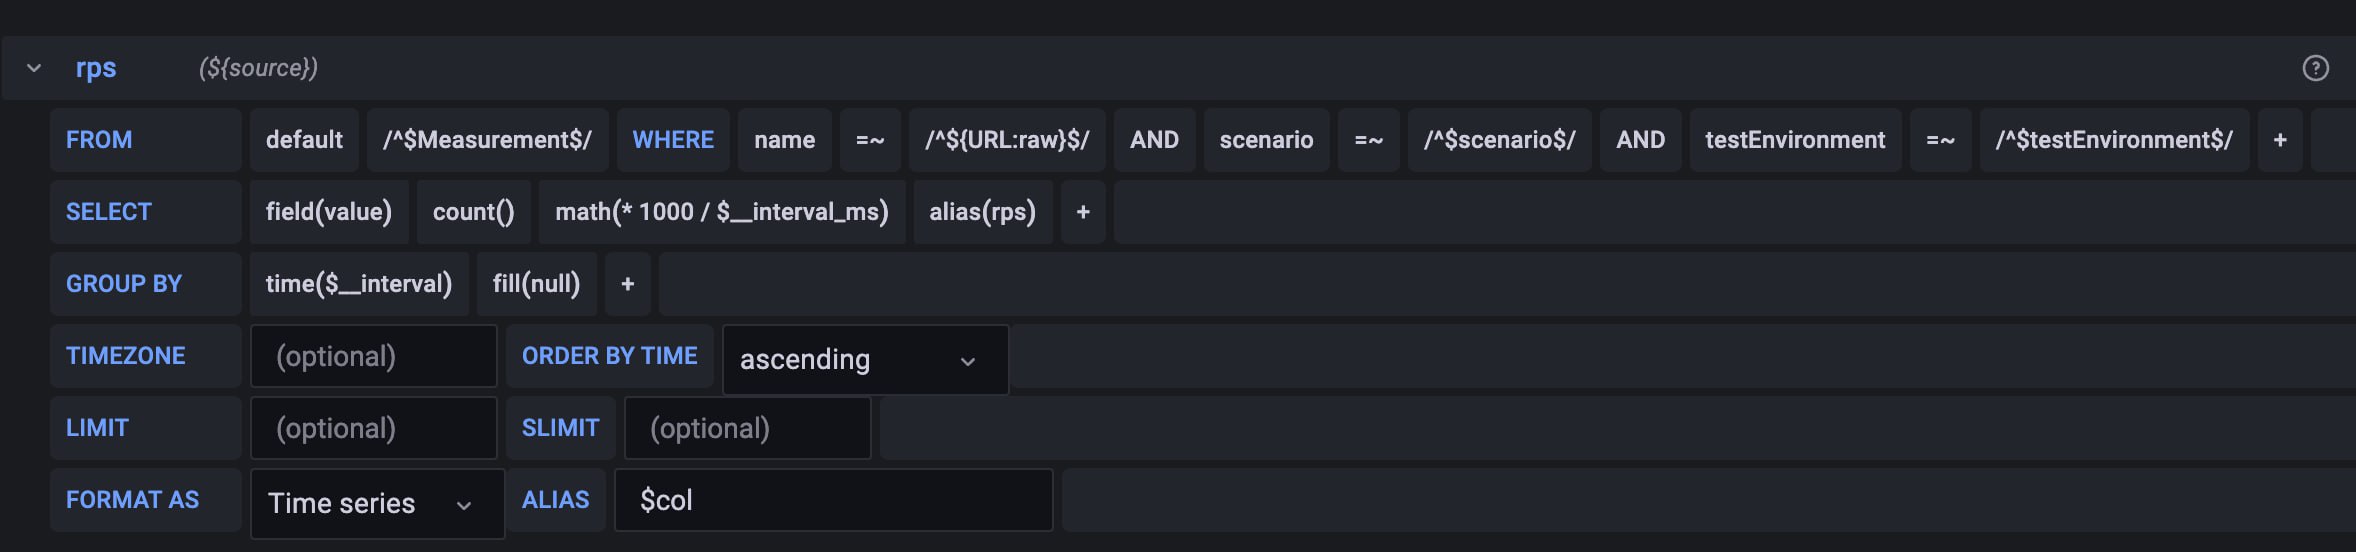 rps (${source}) ?
FROM default /^$Measurement$/ WHERE name =~ /^${URL:raw}$/ AND scenario =~ /^$scenario$/ AND testEnvironment =~ /^$testEnvironment$/ +
SELECT field(value) count() math(* 1000 / $__interval_ms) alias(rps) +
GROUP BY time($__interval) fill(null) +
TIMEZONE (optional) ORDER BY TIME ascending
LIMIT (optional) SLIMIT (optional)
FORMAT AS Time series ALIAS $col